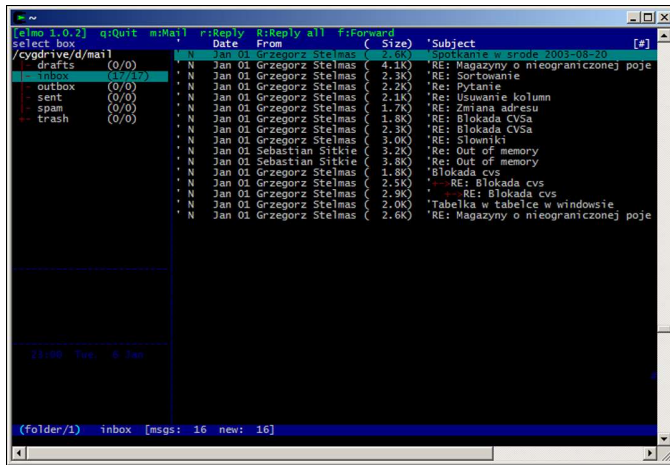 ~
[elmo 1.0.2] q:Quit m:Mail r:Reply R:Reply all f:Forward
select box ' Date From ( Size) 'Subject [#]
/cygdrive/d/mail ' N Jan 01 Grzegorz Stelmas ( 2.6K) 'Spotkanie w srode 2003-08-20
|- drafts (0/0) ' N Jan 01 Grzegorz Stelmas ( 4.1K) 'RE: Magazyny o nieograniczonej poje
|- inbox (17/17) ' N Jan 01 Grzegorz Stelmas ( 2.3K) 'RE: Sortowanie
|- outbox (0/0) ' N Jan 01 Grzegorz Stelmas ( 2.2K) 'Re: Pytanie
|- sent (0/0) ' N Jan 01 Grzegorz Stelmas ( 2.1K) 'Re: Usuwanie kolumn
|- spam (0/0) ' N Jan 01 Grzegorz Stelmas ( 1.7K) 'Re: Zmiana adresu
+- trash (0/0) ' N Jan 01 Grzegorz Stelmas ( 1.8K) 'RE: Blokada CVSa
' N Jan 01 Grzegorz Stelmas ( 2.3K) 'RE: Blokada CVSa
' N Jan 01 Grzegorz Stelmas ( 3.0K) 'RE: Slowniki
' N Jan 01 Sebastian Sitkie ( 3.2K) 'Re: Out of memory
' N Jan 01 Sebastian Sitkie ( 3.8K) 'Re: Out of memory
' N Jan 01 Grzegorz Stelmas ( 1.8K) 'Blokada cvs
' N Jan 01 Grzegorz Stelmas ( 2.5K) '+->RE: Blokada cvs
' N Jan 01 Grzegorz Stelmas ( 2.9K) ' +->RE: Blokada cvs
' N Jan 01 Grzegorz Stelmas ( 2.0K) 'Tabelka w tabelce w windowsie
' N Jan 01 Grzegorz Stelmas ( 2.6K) 'RE: Magazyny o nieograniczonej poje
Tue, 6 Jan
(folder/1) inbox [msgs: 16 new: 16]